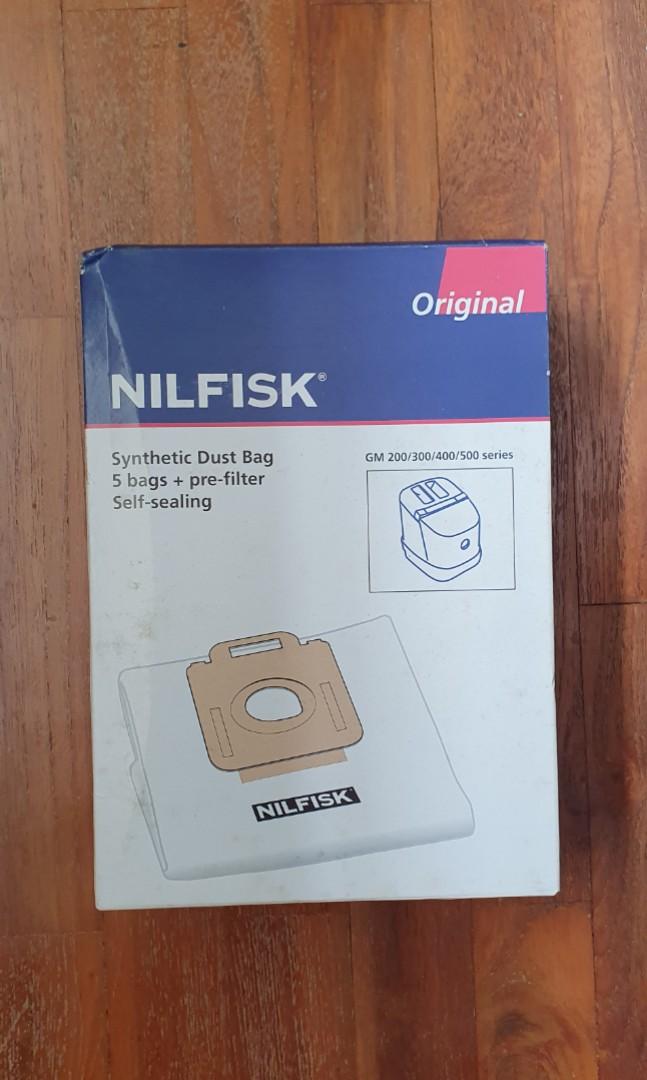 Original
NILFISK®
Synthetic Dust Bag
5 bags + pre-filter
Self-sealing
GM 200/300/400/500 series
NILFISK